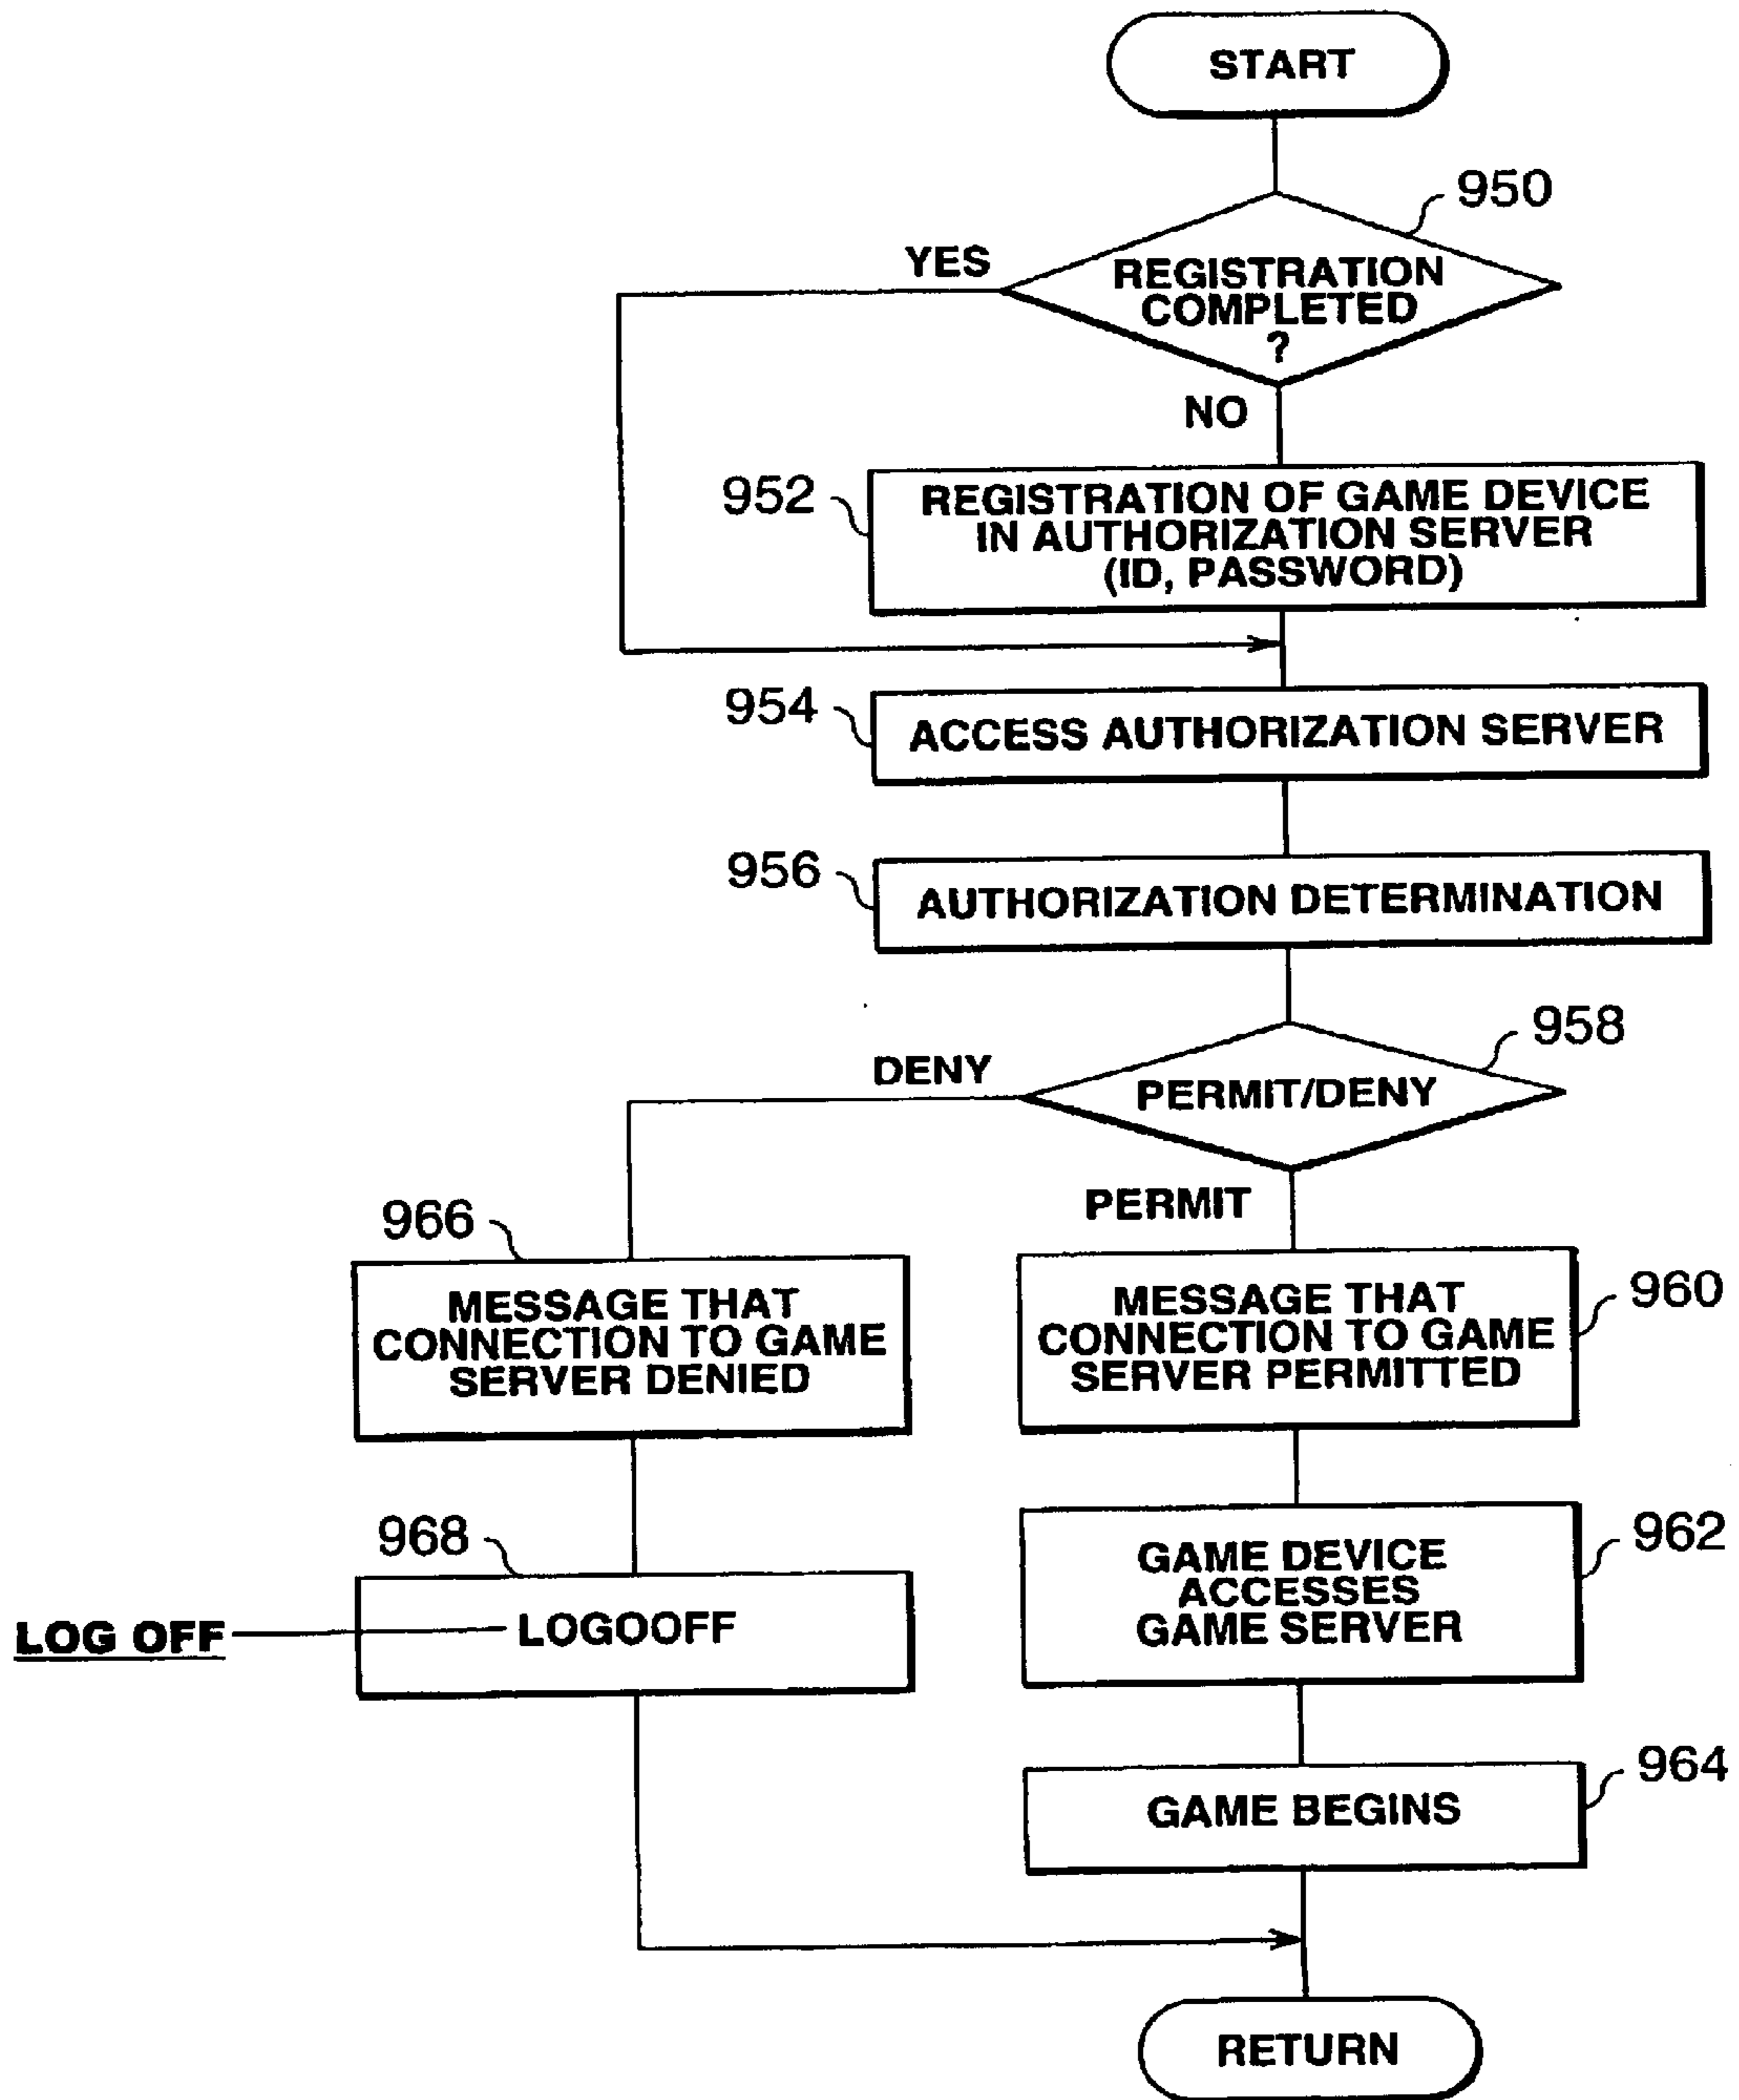 START
950
YES
REGISTRATION
COMPLETED
?
NO
952
REGISTRATION OF GAME DEVICE
IN AUTHORIZATION SERVER
(ID, PASSWORD)
954
ACCESS AUTHORIZATION SERVER
956
AUTHORIZATION DETERMINATION
958
DENY
PERMIT/DENY
PERMIT
966
MESSAGE THAT
CONNECTION TO GAME
SERVER DENIED
960
MESSAGE THAT
CONNECTION TO GAME
SERVER PERMITTED
968
LOG OFF
LOGOOFF
962
GAME DEVICE
ACCESSES
GAME SERVER
964
GAME BEGINS
RETURN